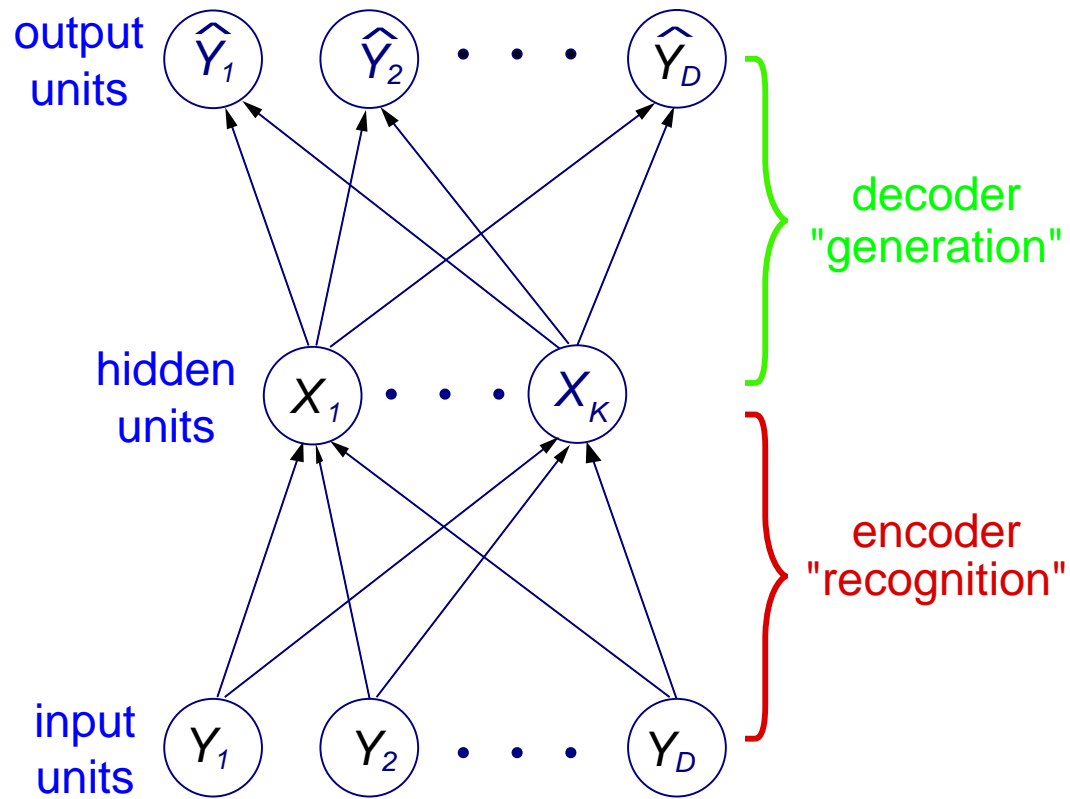 output
units
Ŷ1 Ŷ2 • • • ŶD
decoder
"generation"
hidden
units
X1 • • • XK
encoder
"recognition"
input
units
Y1 Y2 • • • YD